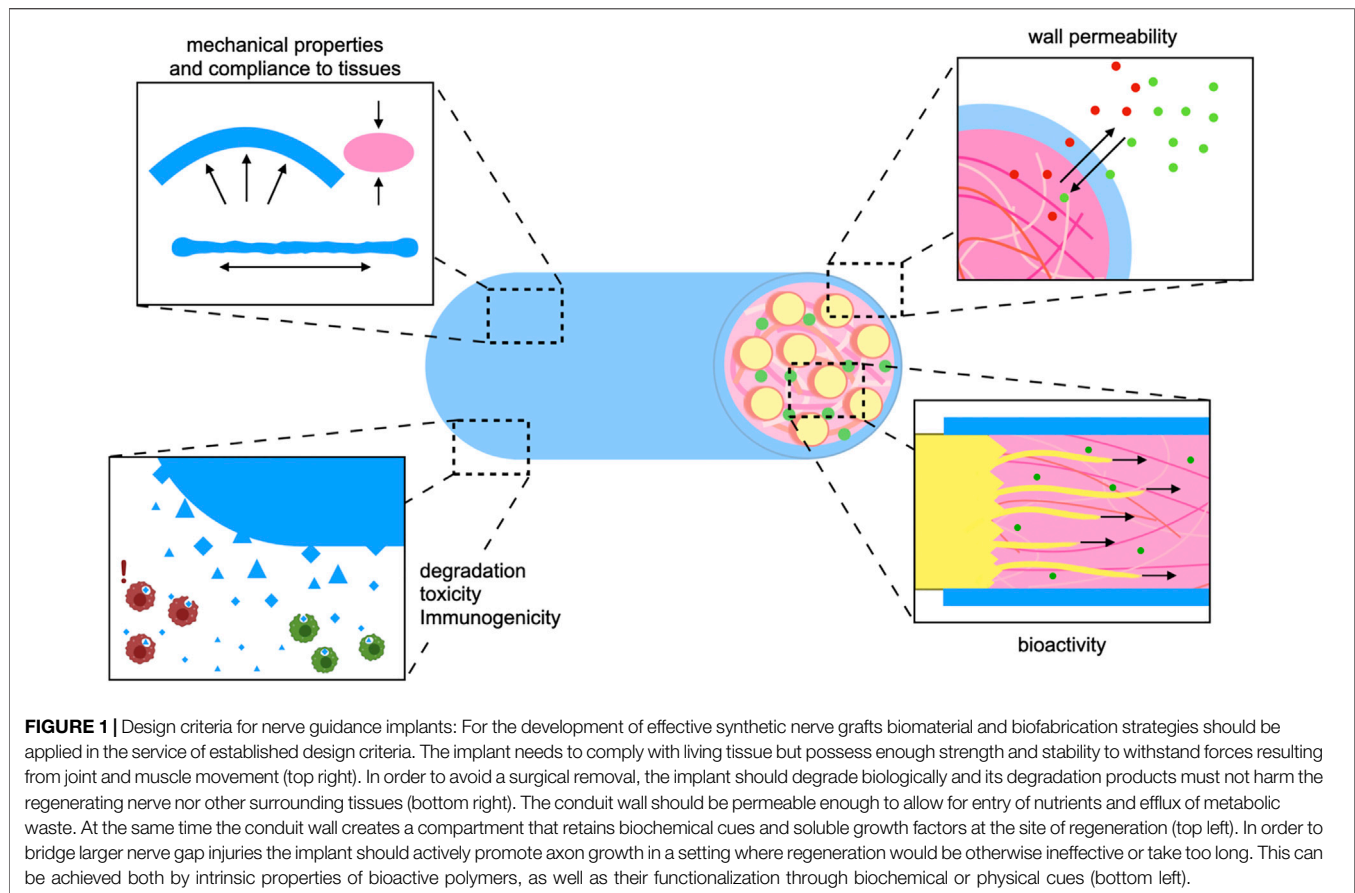 mechanical properties
and compliance to tissues
wall permeability
!
degradation
toxicity
Immunogenicity
bioactivity
FIGURE 1 | Design criteria for nerve guidance implants: For the development of effective synthetic nerve grafts biomaterial and biofabrication strategies should be
applied in the service of established design criteria. The implant needs to comply with living tissue but possess enough strength and stability to withstand forces resulting
from joint and muscle movement (top right). In order to avoid a surgical removal, the implant should degrade biologically and its degradation products must not harm the
regenerating nerve nor other surrounding tissues (bottom right). The conduit wall should be permeable enough to allow for entry of nutrients and efflux of metabolic
waste. At the same time the conduit wall creates a compartment that retains biochemical cues and soluble growth factors at the site of regeneration (top left). In order to
bridge larger nerve gap injuries the implant should actively promote axon growth in a setting where regeneration would be otherwise ineffective or take too long. This can
be achieved both by intrinsic properties of bioactive polymers, as well as their functionalization through biochemical or physical cues (bottom left).